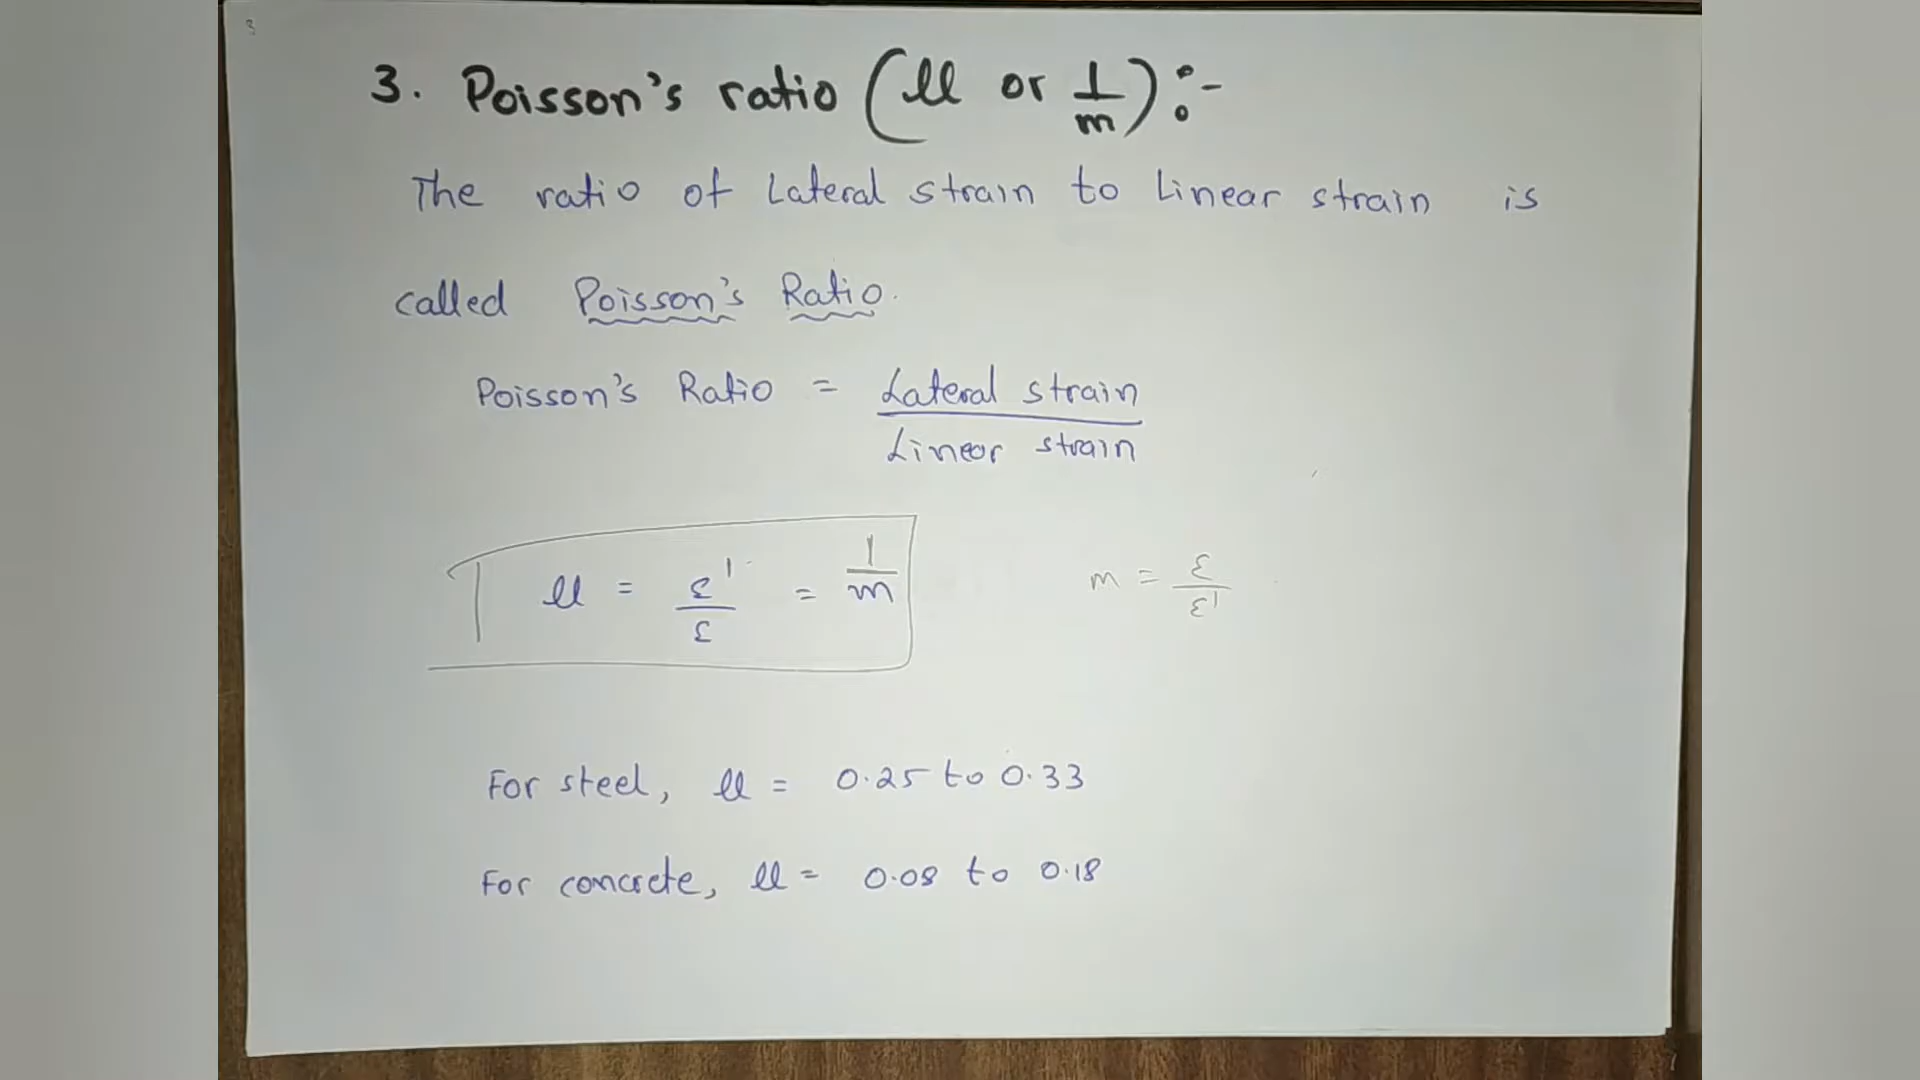 3
3. Poisson's ratio (μ or 1/m) :-
The ratio of Lateral strain to Linear strain is
called Poisson's Ratio.
Poisson's Ratio = Lateral strain / Linear strain
μ = ε' / ε = 1/m
m = ε / ε'
For steel, μ = 0.25 to 0.33
For concrete, μ = 0.08 to 0.18